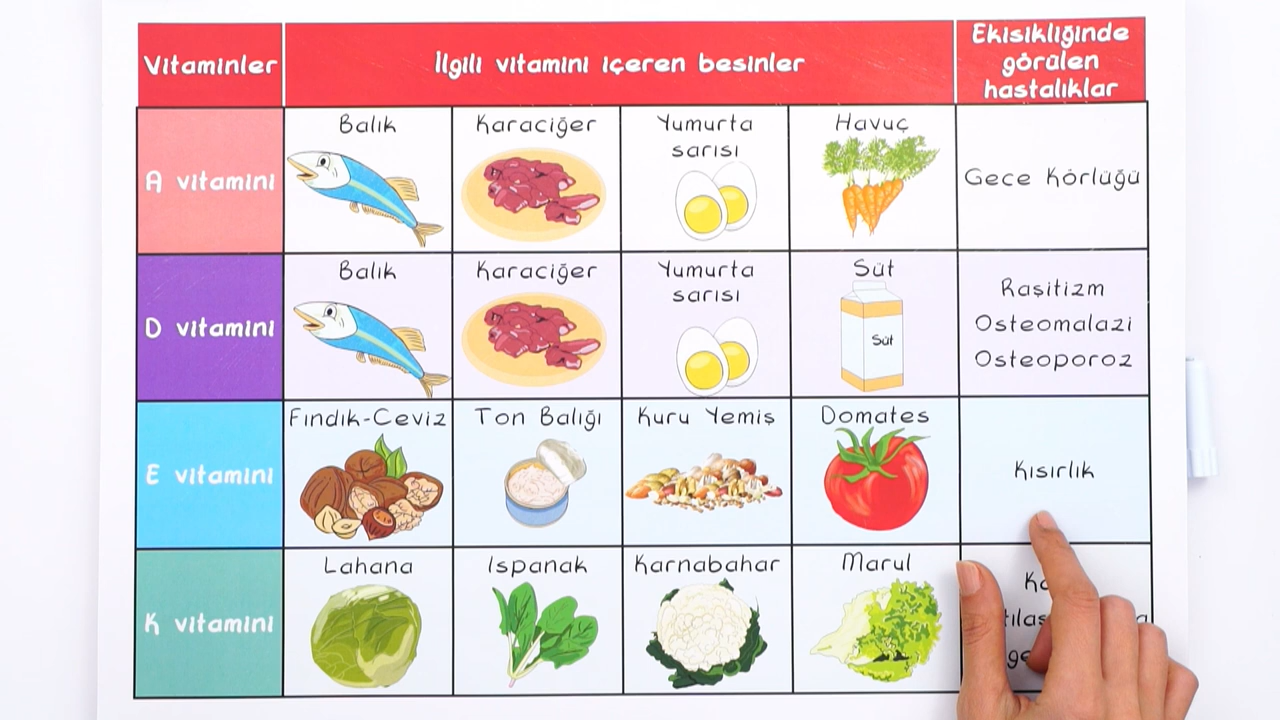 Vitaminler
İlgili vitamini içeren besinler
Ekisikliğinde
görülen
hastalıklar
A vitamini
Balık
Karaciğer
Yumurta
sarısı
Havuç
Gece Körlüğü
D vitamini
Balık
Karaciğer
Yumurta
sarısı
Süt
Süt
Raşitizm
Osteomalazi
Osteoporoz
E vitamini
Fındık-Ceviz
Ton Balığı
Kuru Yemiş
Domates
Kısırlık
K vitamini
Lahana
Ispanak
Karnabahar
Marul